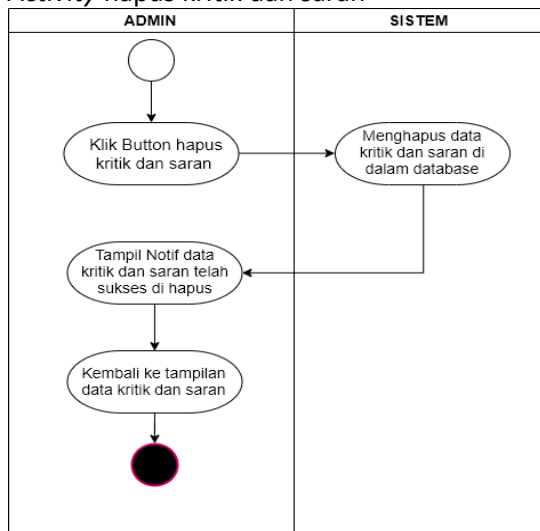 Activity hapus kritik dan saran
ADMIN
SISTEM
Klik Button hapus
kritik dan saran
Menghapus data
kritik dan saran di
dalam database
Tampil Notif data
kritik dan saran telah
sukses di hapus
Kembali ke tampilan
data kritik dan saran